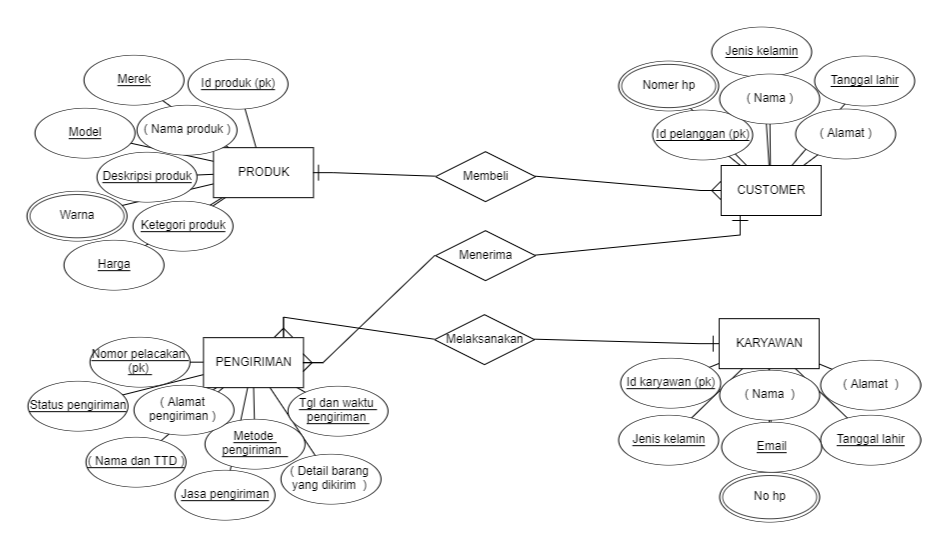 Jenis kelamin
Merek
Id produk (pk)
Nomer hp
( Nama )
Tanggal lahir
Model
( Nama produk )
Id pelanggan (pk)
( Alamat )
Deskripsi produk
PRODUK
Membeli
CUSTOMER
Warna
Ketegori produk
Harga
Menerima
Melaksanakan
KARYAWAN
Nomor pelacakan
(pk)
PENGIRIMAN
Id karyawan (pk)
( Nama )
( Alamat )
Status pengiriman
( Alamat
pengiriman )
Tgl dan waktu
pengiriman
Metode
pengiriman
Jenis kelamin
Email
Tanggal lahir
( Nama dan TTD )
( Detail barang
yang dikirim )
Jasa pengiriman
No hp